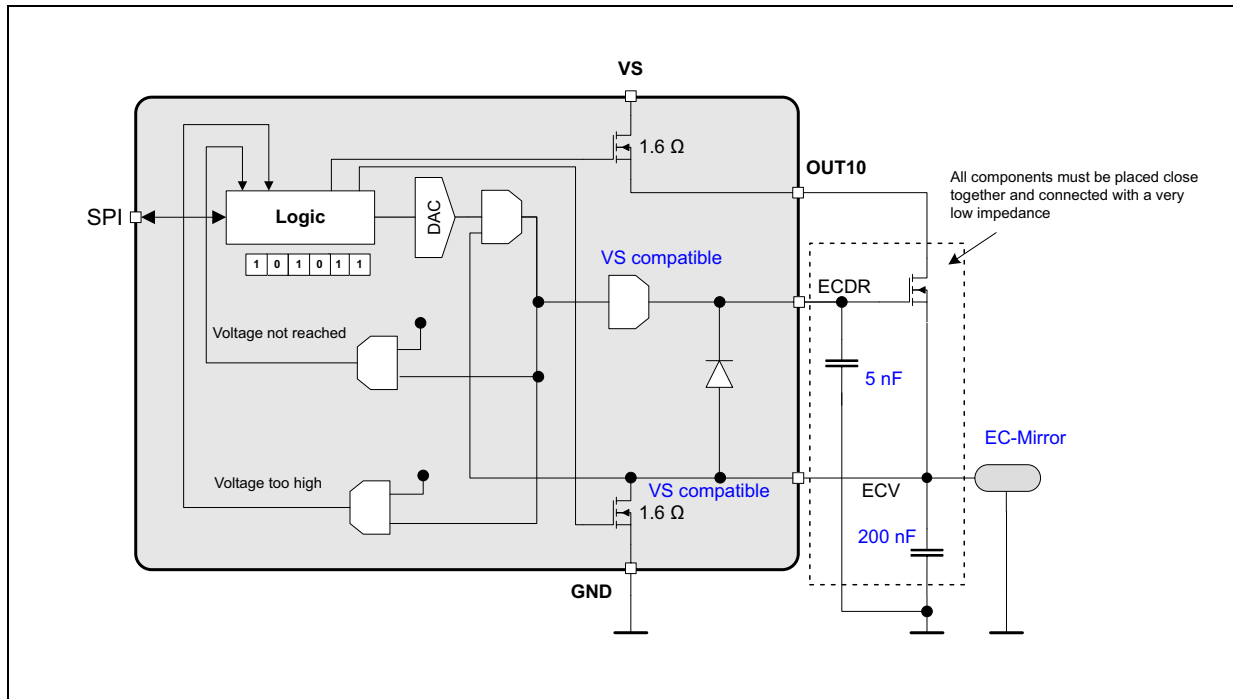 VS
1.6 Ω
OUT10
All components must be placed close
together and connected with a very
low impedance
SPI
Logic
DAC
1 0 1 0 1 1
VS compatible
ECDR
Voltage not reached
5 nF
EC-Mirror
Voltage too high
VS compatible
ECV
1.6 Ω
200 nF
GND